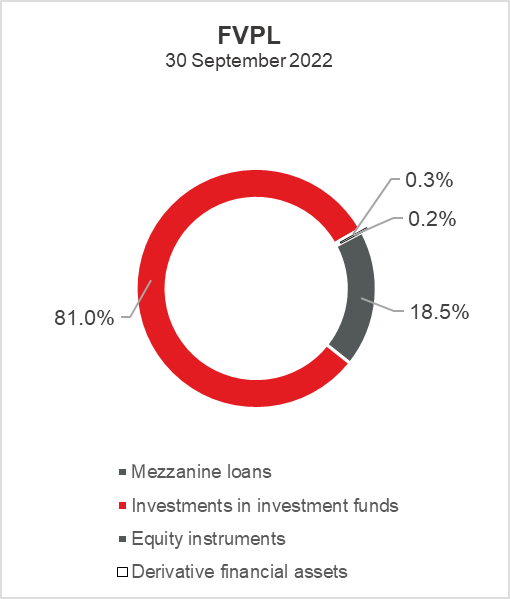 FVPL
30 September 2022
0.3%
0.2%
18.5%
81.0%
Mezzanine loans
Investments in investment funds
Equity instruments
Derivative financial assets